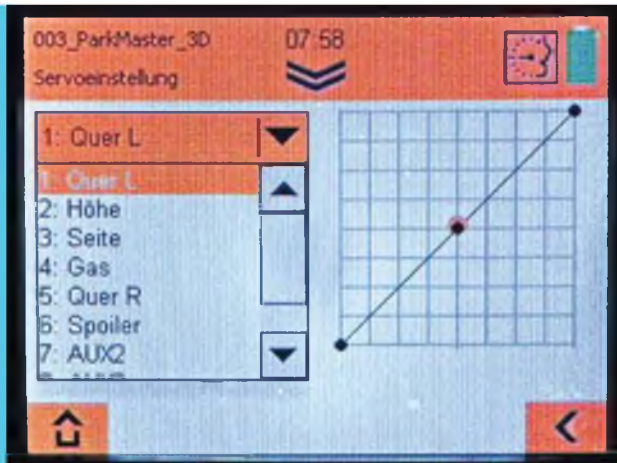 003_ParkMaster_3D 07:58
Servoeinstellung
1: Quer L
1: Quer L
2: Höhe
3: Seite
4: Gas
5: Quer R
6: Spoiler
7: AUX2